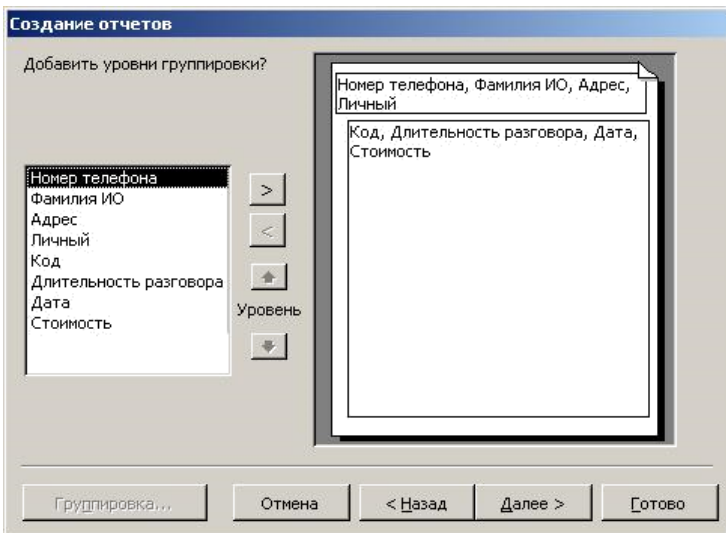 Создание отчетов
Добавить уровни группировки?
Номер телефона
Фамилия ИО
Адрес
Личный
Код
Длительность разговора
Дата
Стоимость
>
<
Уровень
Номер телефона, Фамилия ИО, Адрес,
Личный
Код, Длительность разговора, Дата,
Стоимость
Группировка...
Отмена
< Назад
Далее >
Готово